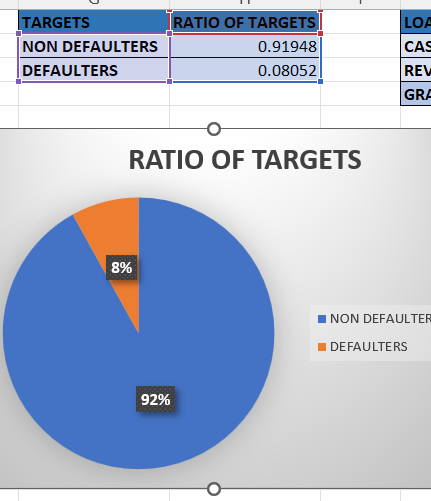 TARGETS RATIO OF TARGETS LOA
NON DEFAULTERS 0.91948 CAS
DEFAULTERS 0.08052 REV
GRA
RATIO OF TARGETS
8%
NON DEFAULTER
DEFAULTERS
92%